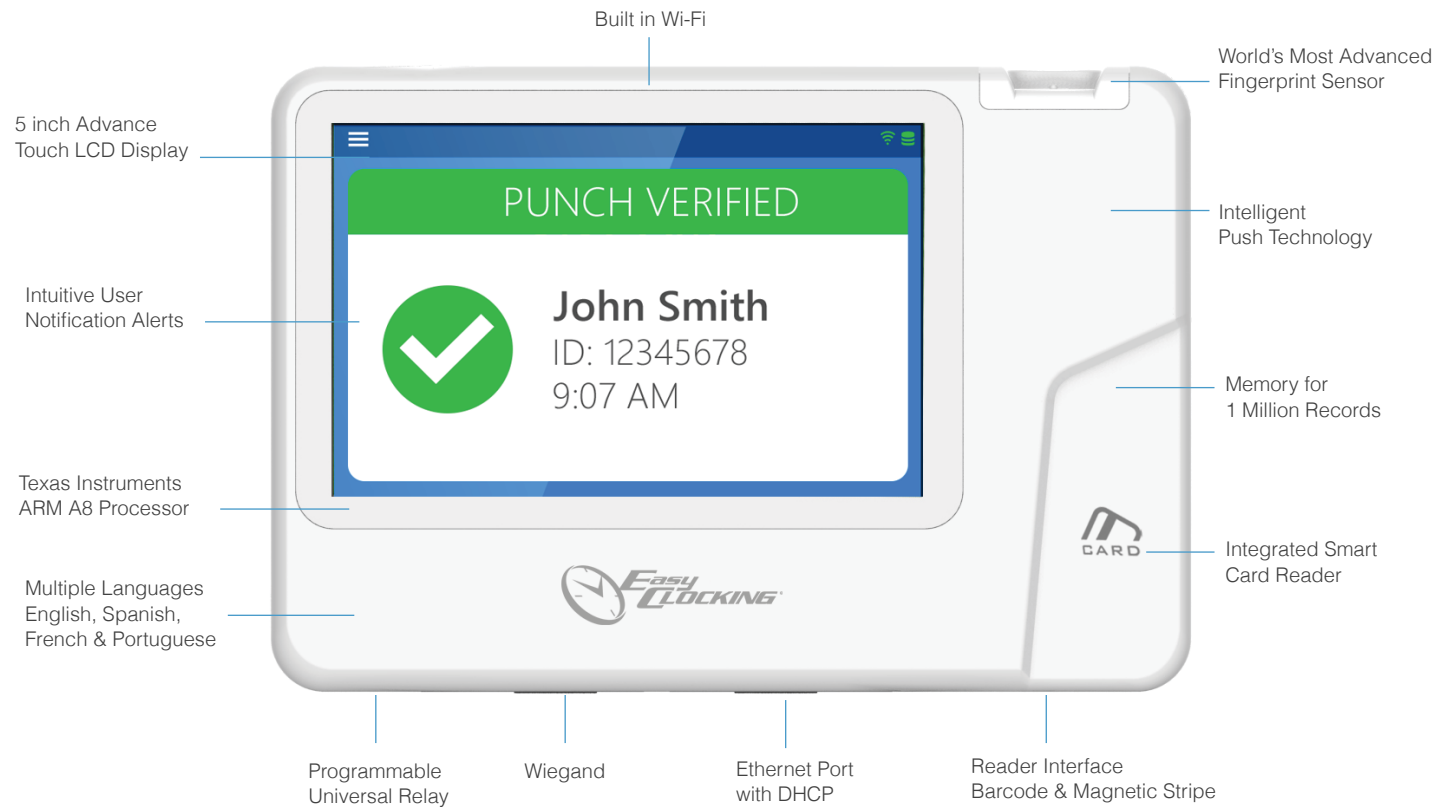 Built in Wi-Fi
World's Most Advanced
Fingerprint Sensor
5 inch Advance
Touch LCD Display
PUNCH VERIFIED
Intelligent
Push Technology
Intuitive User
Notification Alerts
John Smith
ID: 12345678
9:07 AM
Memory for
1 Million Records
Texas Instruments
ARM A8 Processor
CARD
Integrated Smart
Card Reader
Multiple Languages
English, Spanish,
French & Portuguese
Easy
Clocking
Programmable
Universal Relay
Wiegand
Ethernet Port
with DHCP
Reader Interface
Barcode & Magnetic Stripe